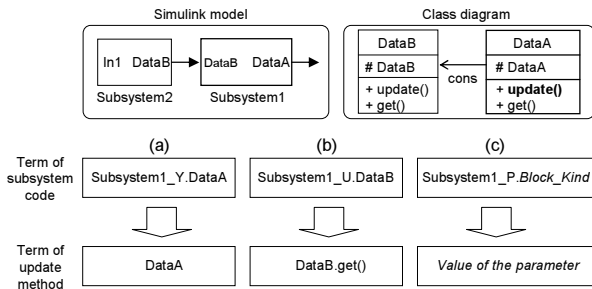 Simulink model
Class diagram
In1 DataB
DataB DataA
Subsystem2
Subsystem1
DataB
# DataB
+ update()
+ get()
cons
DataA
# DataA
+ update()
+ get()
(a)
(b)
(c)
Term of
subsystem
code
Subsystem1_Y.DataA
Subsystem1_U.DataB
Subsystem1_P.Block_Kind
Term of
update
method
DataA
DataB.get()
Value of the parameter